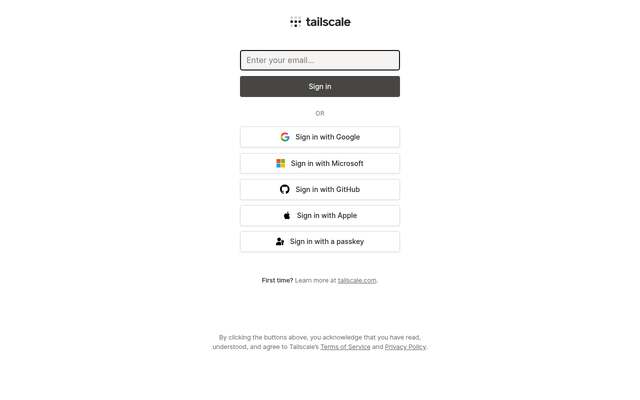 tailscale
Enter your email...
Sign in
OR
Sign in with Google
Sign in with Microsoft
Sign in with GitHub
Sign in with Apple
Sign in with a passkey
First time? Learn more at tailscale.com.
By clicking the buttons above, you acknowledge that you have read,
understood, and agree to Tailscale's Terms of Service and Privacy Policy.